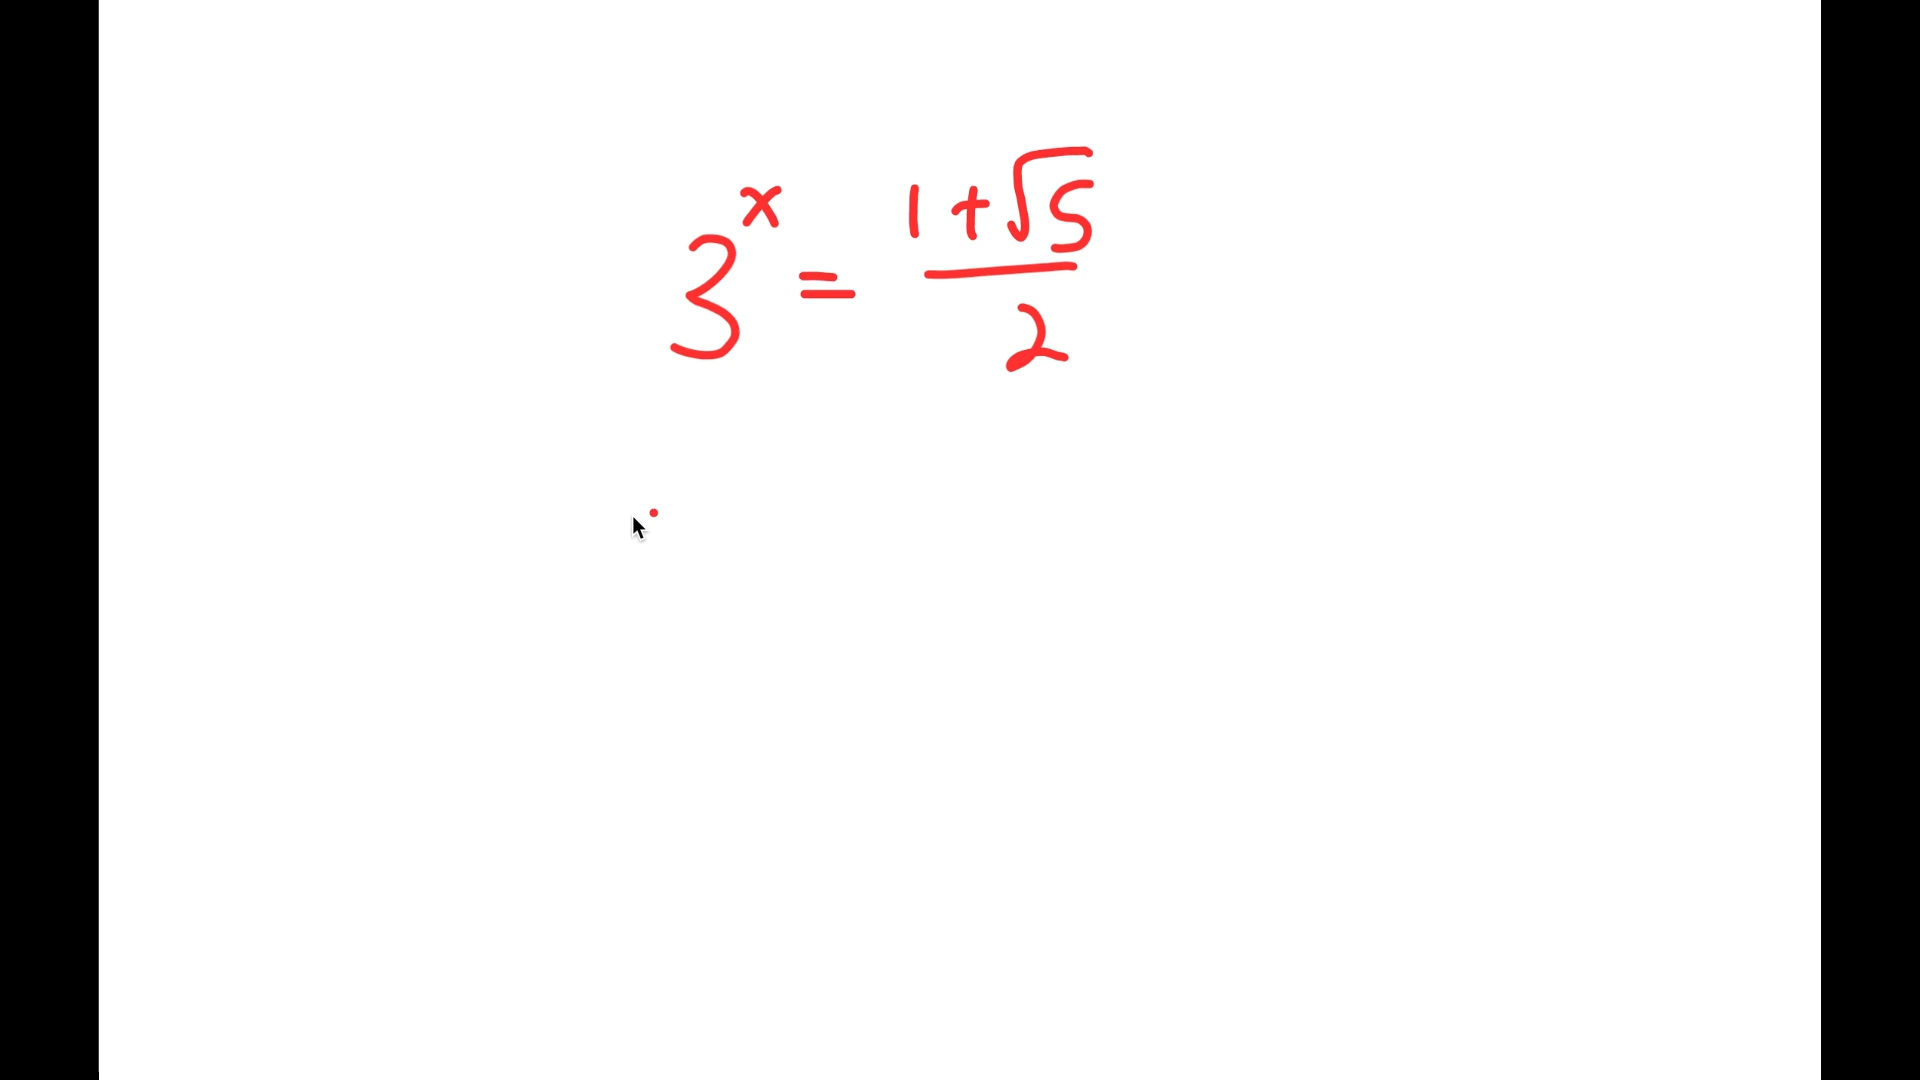 3^x = (1+√5)/2